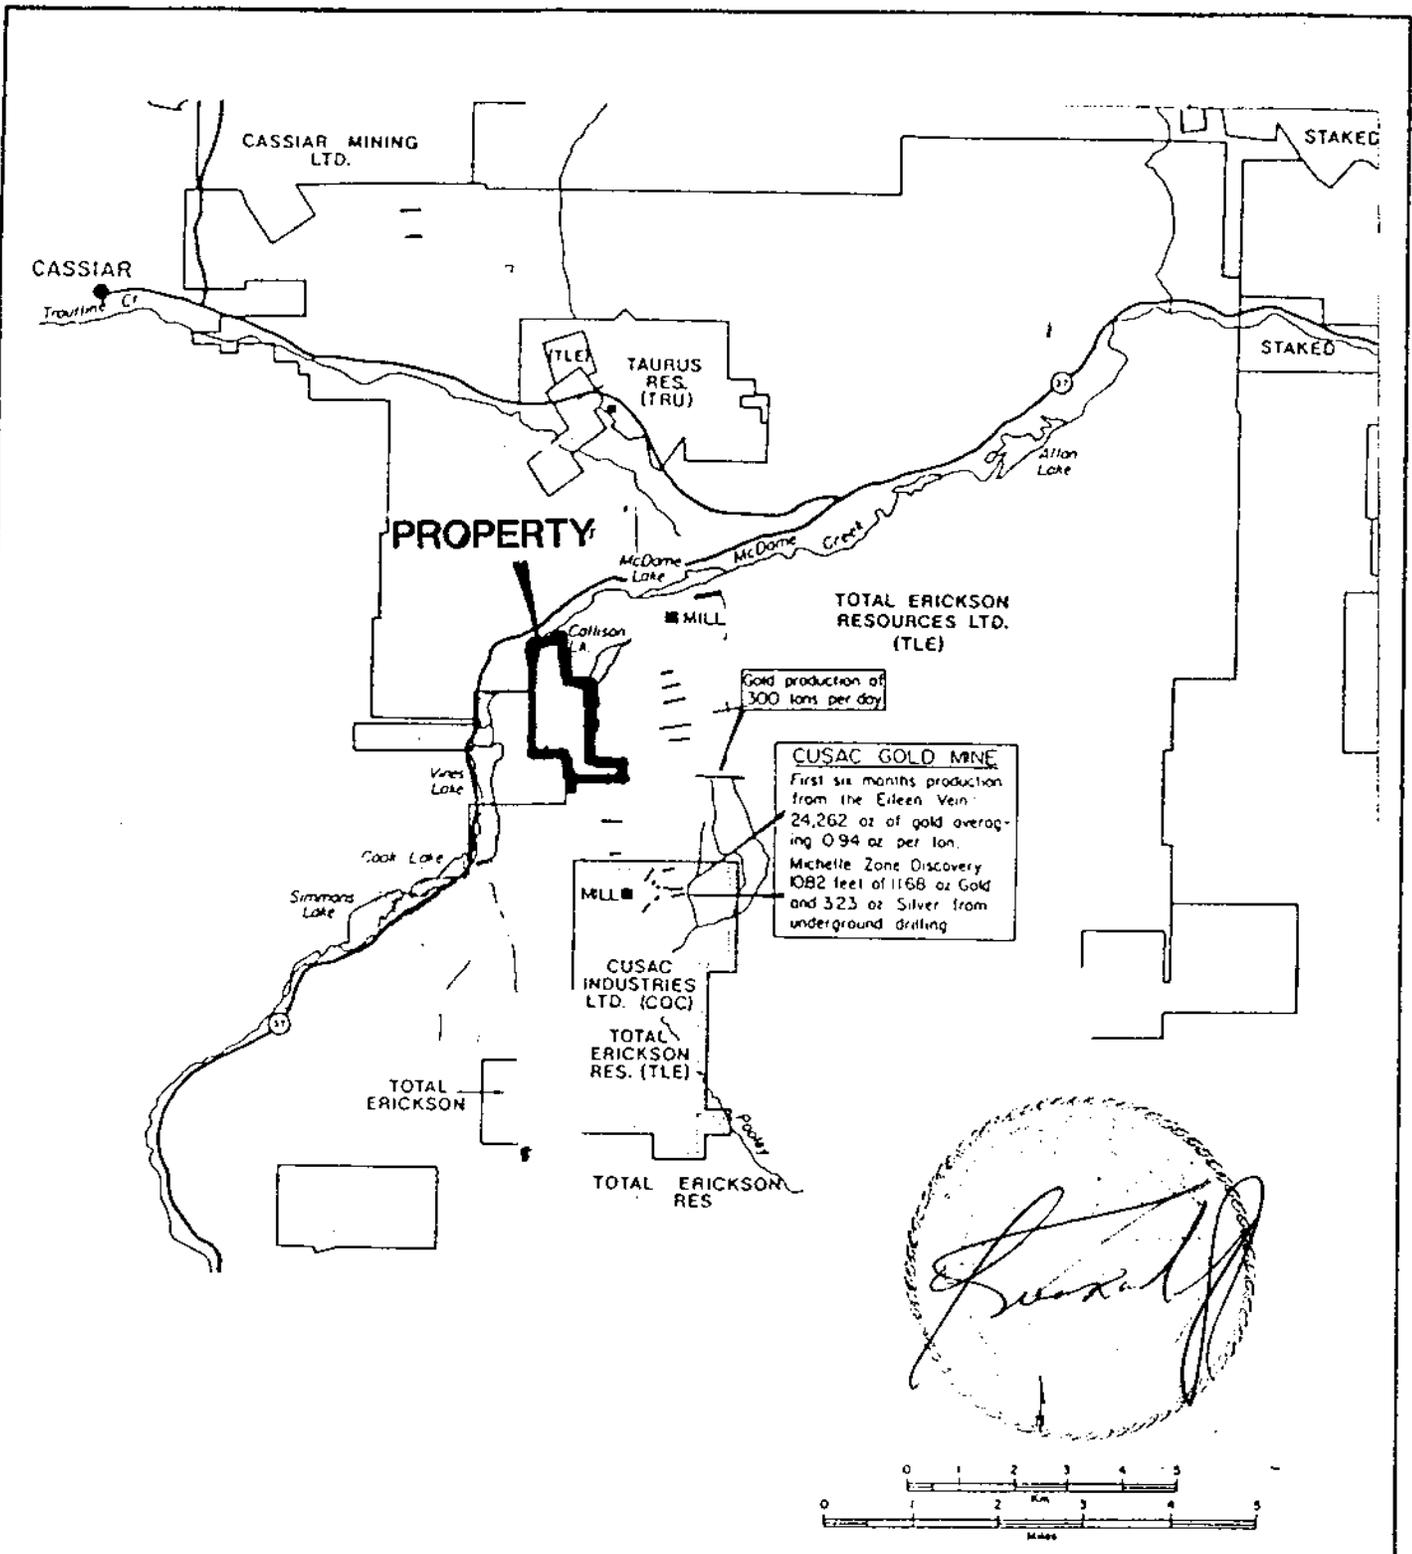 CASSIAR MINING
LTD.
STAKED
CASSIAR
Troutline Cr
(TLE)
TAURUS
RES.
(TRU)
STAKED
37
Allan
Lake
PROPERTY
McDame
Lake
McDame Creek
TOTAL ERICKSON
RESOURCES LTD.
(TLE)
MILL
Callison
Lk.
Gold production of
300 tons per day
CUSAC GOLD MINE
First six months production
from the Eileen Vein:
24,262 oz of gold averag-
ing 0.94 oz per ton.
Michelle Zone Discovery
10.82 feet of 11.68 oz Gold
and 3.23 oz Silver from
underground drilling
Vines
Lake
Cook Lake
Simmons
Lake
MILL
CUSAC
INDUSTRIES
LTD. (CQC)
37
TOTAL
ERICKSON
RES. (TLE)
TOTAL
ERICKSON
Pooley
TOTAL ERICKSON
RES
0 1 2 3 4 5
Km
0 1 2 3 4 5
Miles